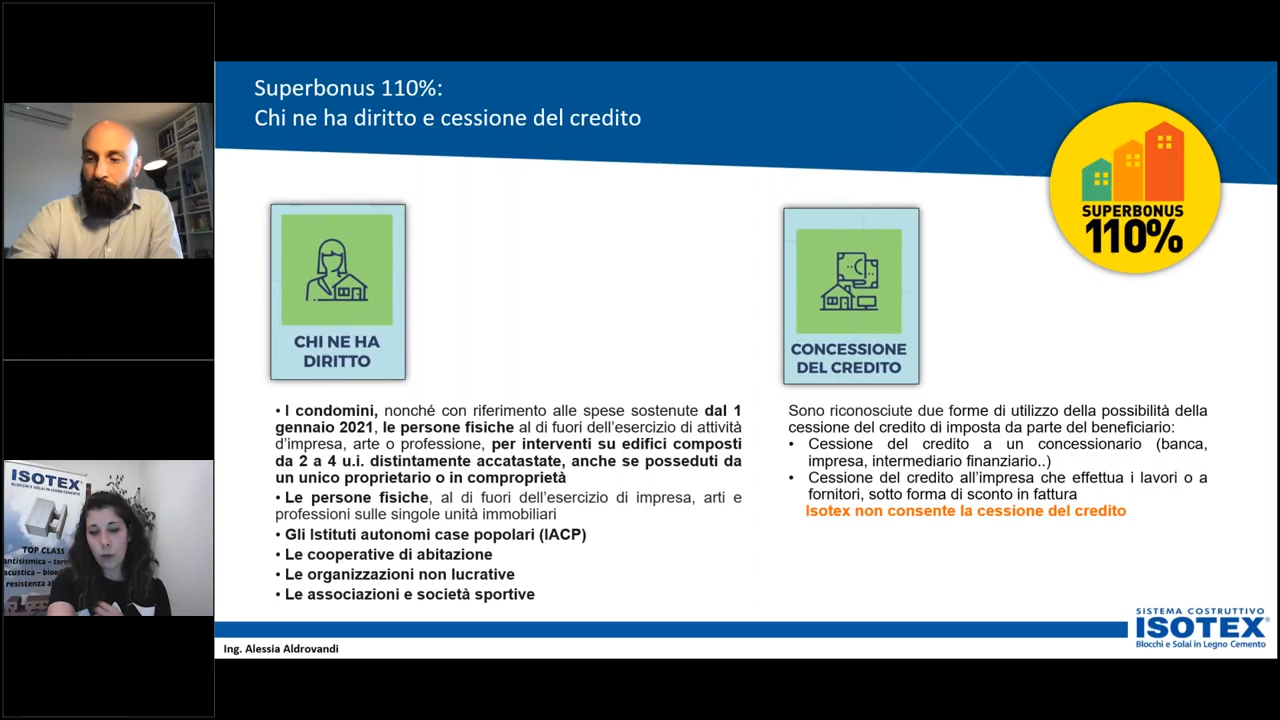 Superbonus 110%:
Chi ne ha diritto e cessione del credito
SUPERBONUS
110%
CHI NE HA
DIRITTO
CONCESSIONE
DEL CREDITO
• I condomini, nonché con riferimento alle spese sostenute dal 1
gennaio 2021, le persone fisiche al di fuori dell'esercizio di attività
d'impresa, arte o professione, per interventi su edifici composti
da 2 a 4 u.i. distintamente accatastate, anche se posseduti da
un unico proprietario o in comproprietà
• Le persone fisiche, al di fuori dell'esercizio di impresa, arti e
professioni sulle singole unità immobiliari
• Gli Istituti autonomi case popolari (IACP)
• Le cooperative di abitazione
• Le organizzazioni non lucrative
• Le associazioni e società sportive
Sono riconosciute due forme di utilizzo della possibilità della
cessione del credito di imposta da parte del beneficiario:
• Cessione del credito a un concessionario (banca,
impresa, intermediario finanziario..)
• Cessione del credito all'impresa che effettua i lavori o a
fornitori, sotto forma di sconto in fattura
Isotex non consente la cessione del credito
ISOTEX
BLOCCHI E SOLAI IN LEGNO CEMENTO
TOP CLASS
antisismica –
acustica –
resistenza
Ing. Alessia Aldrovandi
SISTEMA COSTRUTTIVO
ISOTEX®
Blocchi e Solai in Legno Cemento